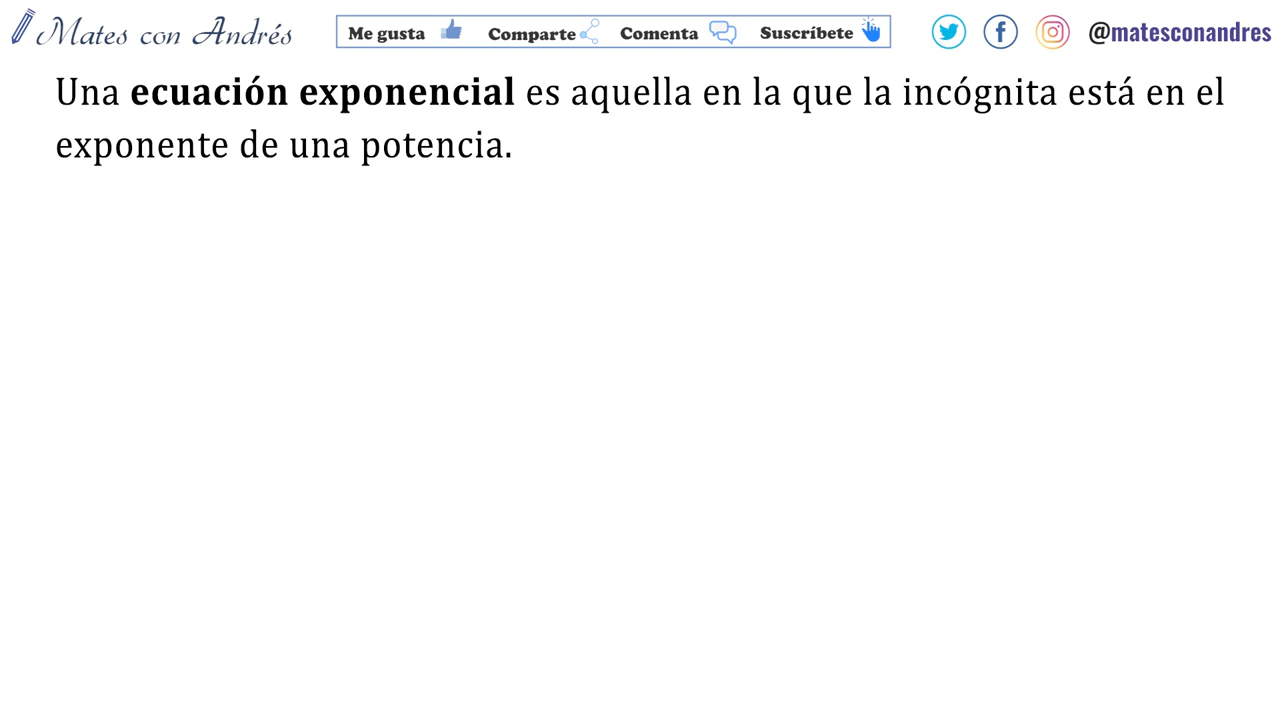 Mates con Andrés
Me gusta Comparte Comenta Suscríbete
@matesconandres
Una ecuación exponencial es aquella en la que la incógnita está en el
exponente de una potencia.